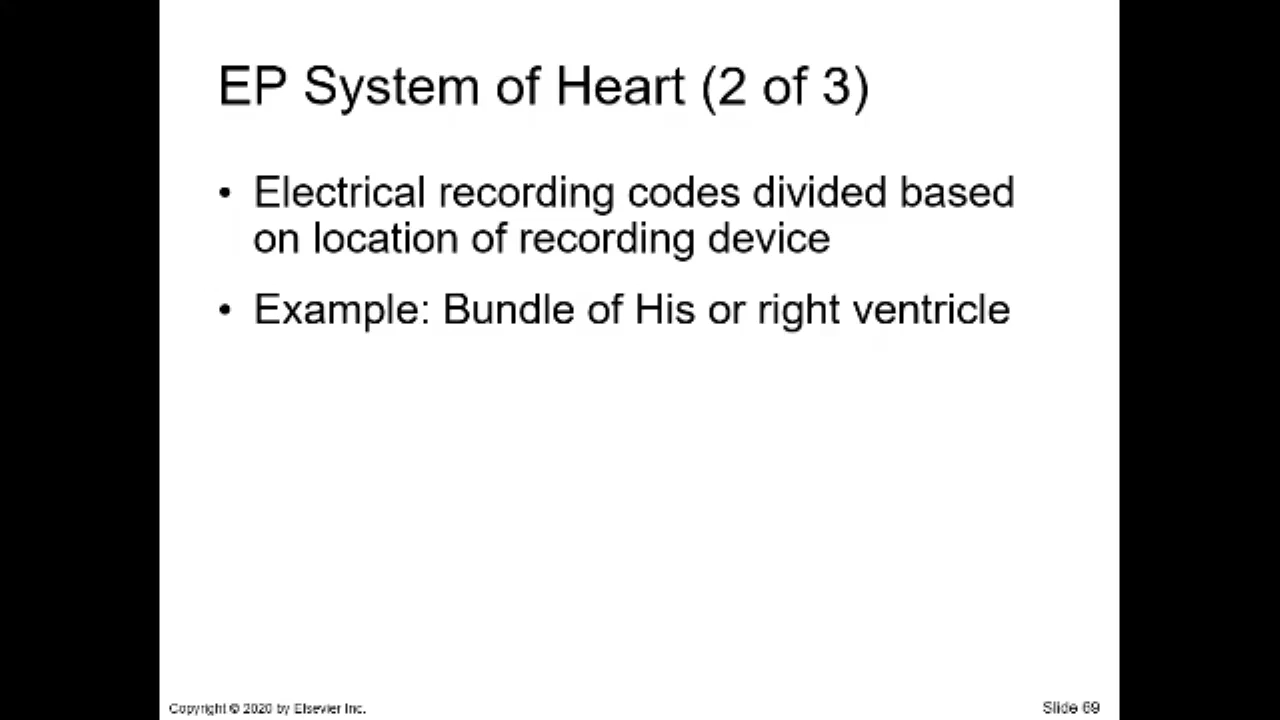 EP System of Heart (2 of 3)
• Electrical recording codes divided based
on location of recording device
• Example: Bundle of His or right ventricle
Copyright © 2020 by Elsevier Inc.
Slide 69